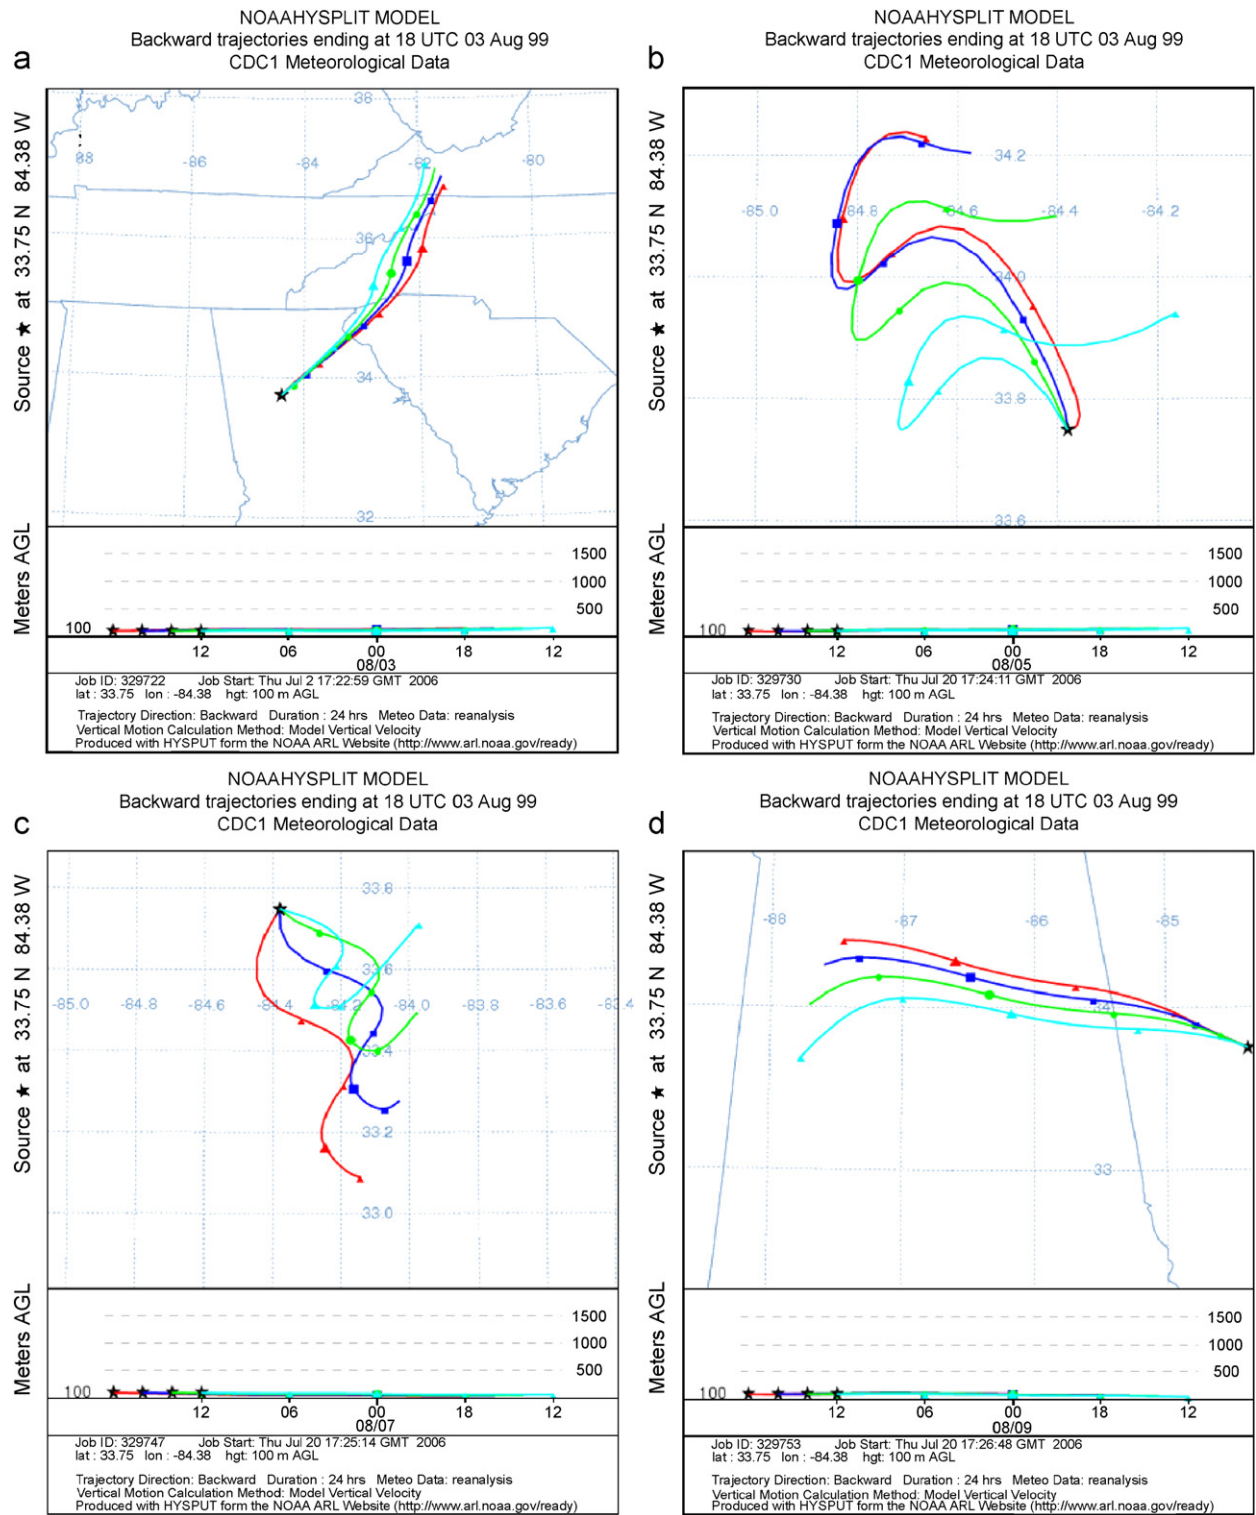 NOAAHYSPLIT MODEL
Backward trajectories ending at 18 UTC 03 Aug 99
CDC1 Meteorological Data
a
Source ★ at 33.75 N 84.38 W
38
-88 -86 -84 -82 -80
36
34
32
Meters AGL
1500
1000
500
100
12 06 00 18 12
08/03
Job ID: 329722 Job Start: Thu Jul 2 17:22:59 GMT 2006
lat : 33.75 lon : -84.38 hgt: 100 m AGL
Trajectory Direction: Backward Duration : 24 hrs Meteo Data: reanalysis
Vertical Motion Calculation Method: Model Vertical Velocity
Produced with HYSPUT form the NOAA ARL Website (http://www.arl.noaa.gov/ready)
NOAAHYSPLIT MODEL
Backward trajectories ending at 18 UTC 03 Aug 99
CDC1 Meteorological Data
b
Source ★ at 33.75 N 84.38 W
34.2
-85.0 -84.8 -84.6 -84.4 -84.2
34.0
33.8
33.6
Meters AGL
1500
1000
500
100
12 06 00 18 12
08/05
Job ID: 329730 Job Start: Thu Jul 20 17:24:11 GMT 2006
lat : 33.75 lon : -84.38 hgt: 100 m AGL
Trajectory Direction: Backward Duration : 24 hrs Meteo Data: reanalysis
Vertical Motion Calculation Method: Model Vertical Velocity
Produced with HYSPUT form the NOAA ARL Website (http://www.arl.noaa.gov/ready)
NOAAHYSPLIT MODEL
Backward trajectories ending at 18 UTC 03 Aug 99
CDC1 Meteorological Data
c
Source ★ at 33.75 N 84.38 W
33.8
33.6
-85.0 -84.8 -84.6 -84.4 -84.2 -84.0 -83.8 -83.6 -83.4
33.4
33.2
33.0
Meters AGL
1500
1000
500
100
12 06 00 18 12
08/07
Job ID: 329747 Job Start: Thu Jul 20 17:25:14 GMT 2006
lat : 33.75 lon : -84.38 hgt: 100 m AGL
Trajectory Direction: Backward Duration : 24 hrs Meteo Data: reanalysis
Vertical Motion Calculation Method: Model Vertical Velocity
Produced with HYSPUT form the NOAA ARL Website (http://www.arl.noaa.gov/ready)
NOAAHYSPLIT MODEL
Backward trajectories ending at 18 UTC 03 Aug 99
CDC1 Meteorological Data
d
Source ★ at 33.75 N 84.38 W
-88 -87 -86 -85
34
33
Meters AGL
1500
1000
500
100
12 06 00 18 12
08/09
Job ID: 329753 Job Start: Thu Jul 20 17:26:48 GMT 2006
lat : 33.75 lon : -84.38 hgt: 100 m AGL
Trajectory Direction: Backward Duration : 24 hrs Meteo Data: reanalysis
Vertical Motion Calculation Method: Model Vertical Velocity
Produced with HYSPUT form the NOAA ARL Website (http://www.arl.noaa.gov/ready)